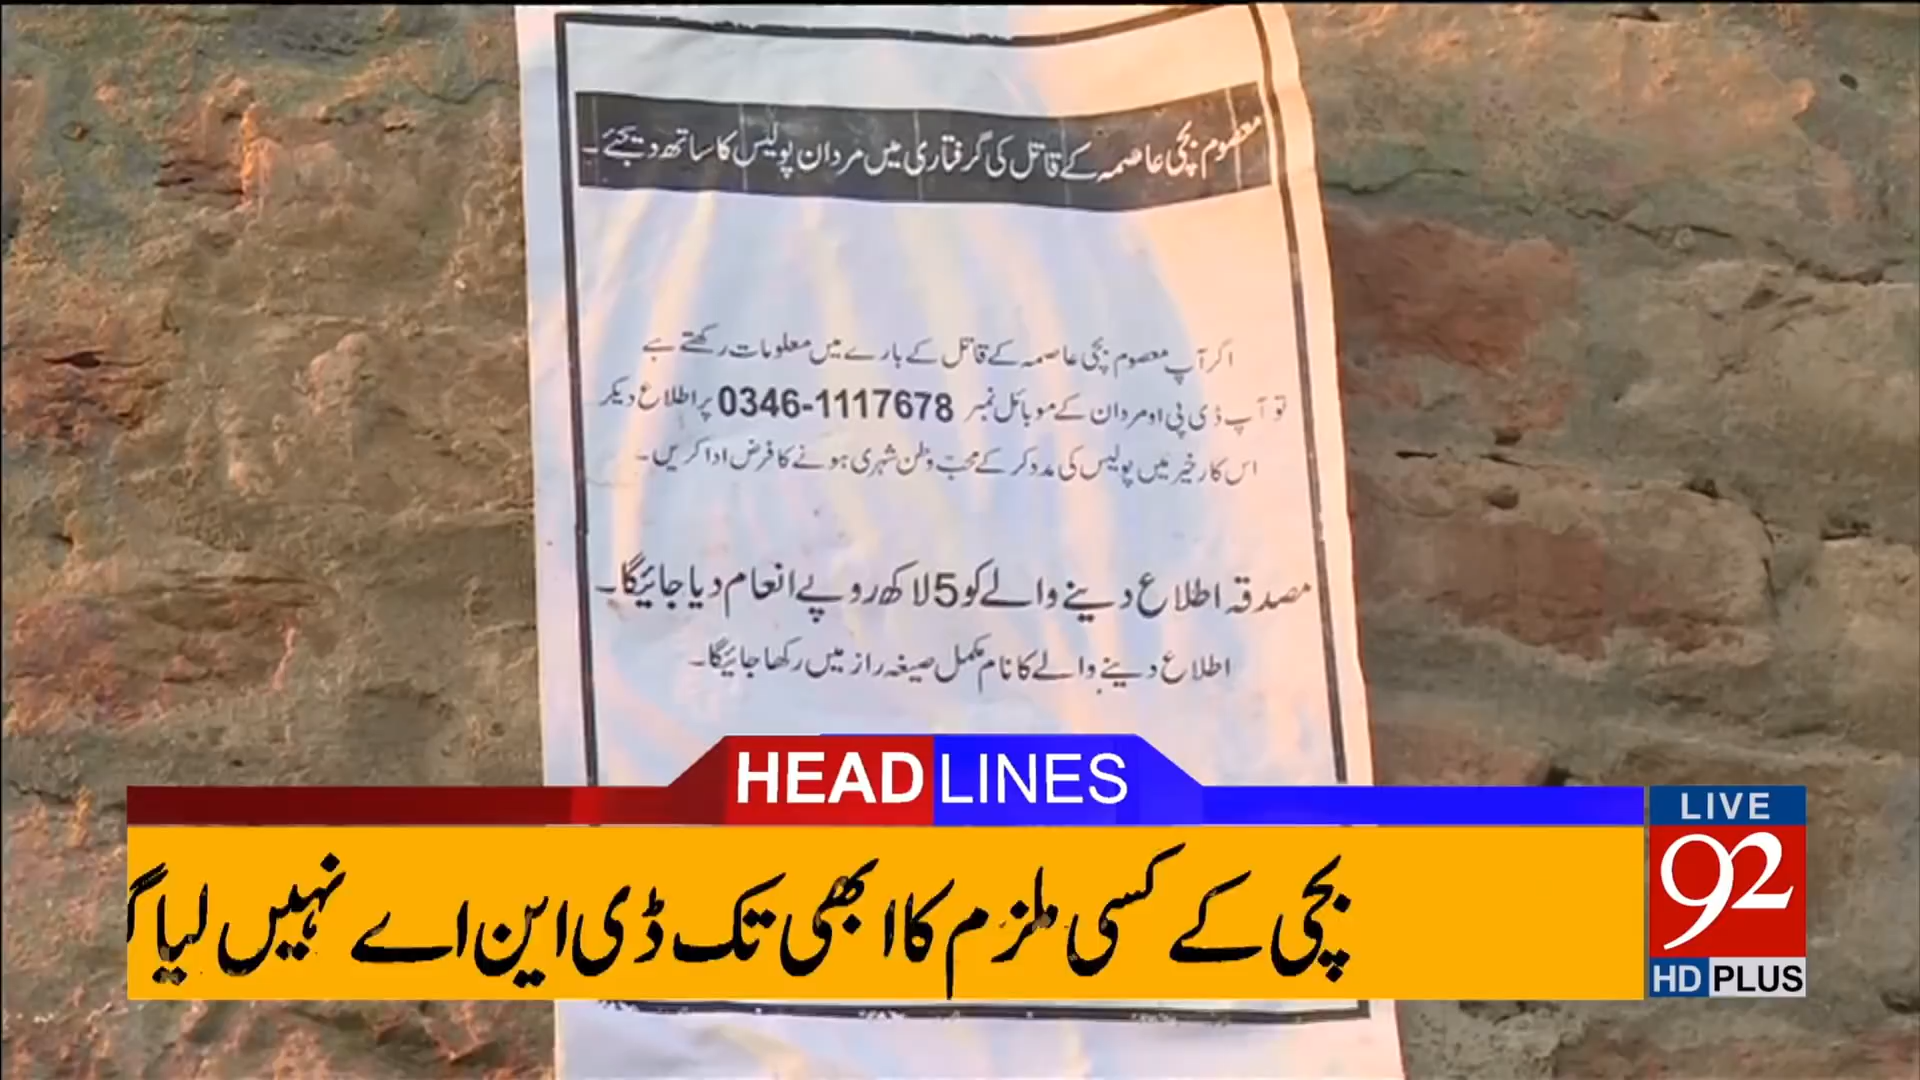 معصوم بچی عاصمہ کے قاتل کی گرفتاری میں مردان پولیس کا ساتھ دیجئے۔
اگر آپ معصوم بچی عاصمہ کے قاتل کے بارے میں معلومات رکھتے ہے
تو آپ ڈی پی او مردان کے موبائل نمبر 0346-1117678 پر اطلاع دیکر
اس کار خیر میں پولیس کی مدد کر کے محب وطن شہری ہونے کا فرض ادا کریں۔
مصدقہ اطلاع دینے والے کو 5 لاکھ روپے انعام دیا جائیگا۔
اطلاع دینے والے کا نام مکمل صیغہ راز میں رکھا جائیگا۔
HEADLINES
بچی کے کسی ملزم کا ابھی تک ڈی این اے نہیں لیا
LIVE
92
HD PLUS